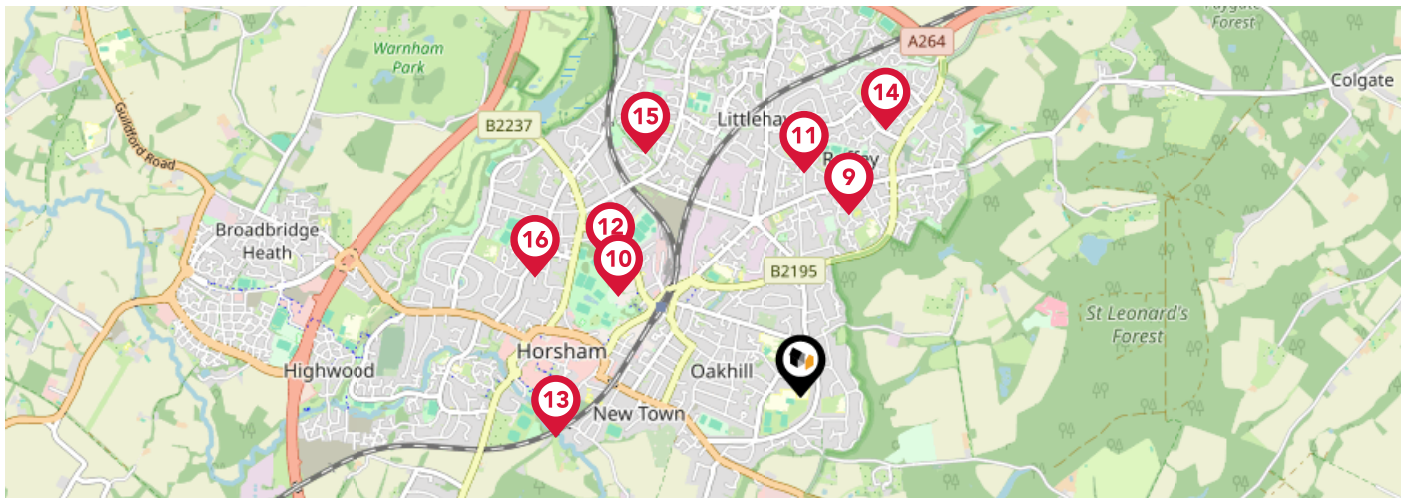 Forest
Warnham
Park
A264
Colgate
Guildford Road
B2237
15
14
11
9
Broadbridge
Heath
12
16
10
B2195
St Leonard's
Forest
Horsham
Highwood
Oakhill
13
New Town